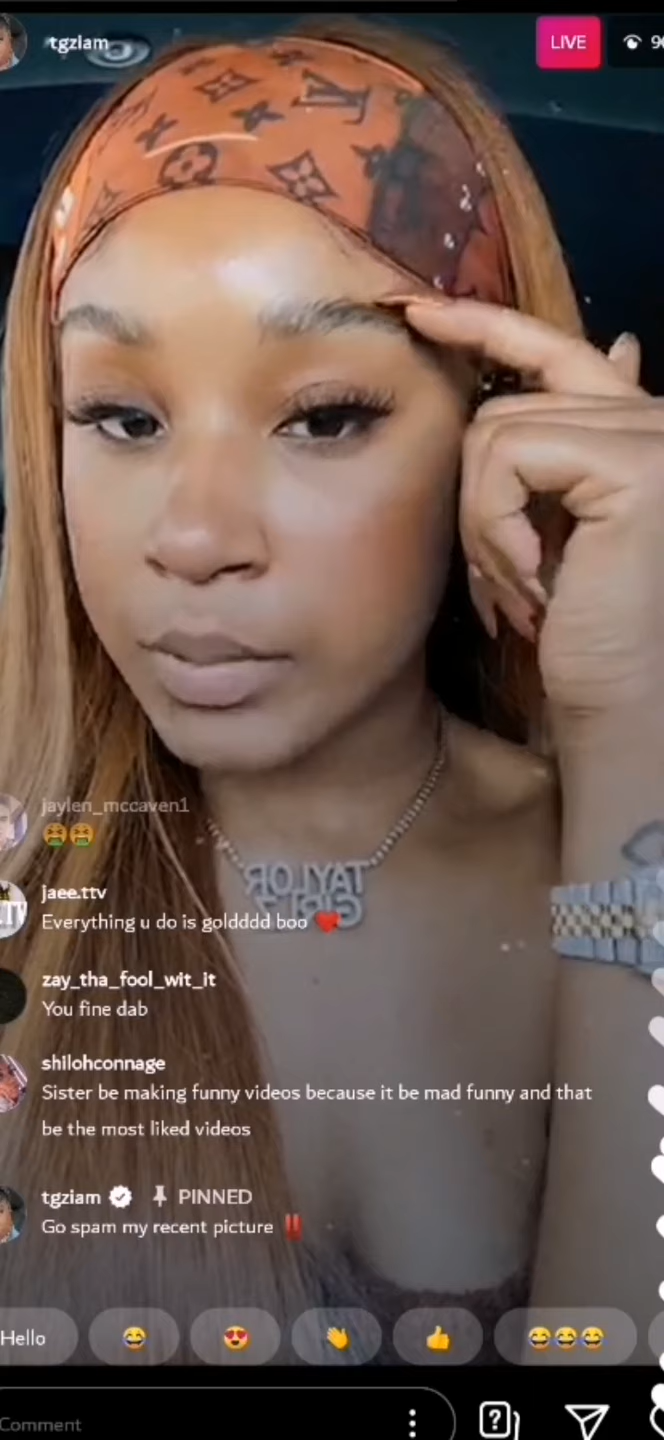 tgziam
LIVE
jaylen_mccaven1
🤮🤮
jaee.ttv
Everything u do is goldddd boo ❤️
zay_tha_fool_wit_it
You fine dab
shilohconnage
Sister be making funny videos because it be mad funny and that
be the most liked videos
tgziam PINNED
Go spam my recent picture ‼️
Hello 😂 😍 👋 👍 😂😂😂
Comment
TAYLOR
GIRLZ